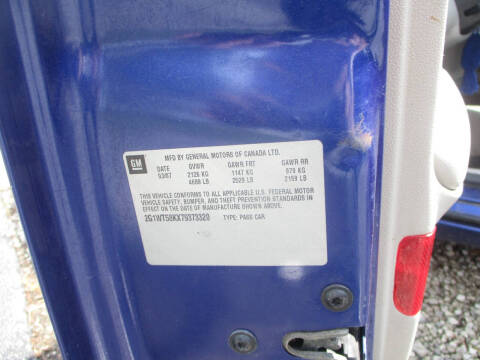 GM
MFG BY GENERAL MOTORS OF CANADA LTD.
DATE GVWR GAWR FRT GAWR RR
03/07 2126 KG 1147 KG 979 KG
4688 LB 2529 LB 2159 LB
THIS VEHICLE CONFORMS TO ALL APPLICABLE U.S. FEDERAL MOTOR
VEHICLE SAFETY, BUMPER, AND THEFT PREVENTION STANDARDS IN
EFFECT ON THE DATE OF MANUFACTURE SHOWN ABOVE.
2G1WT58KX79373320 TYPE: PASS CAR